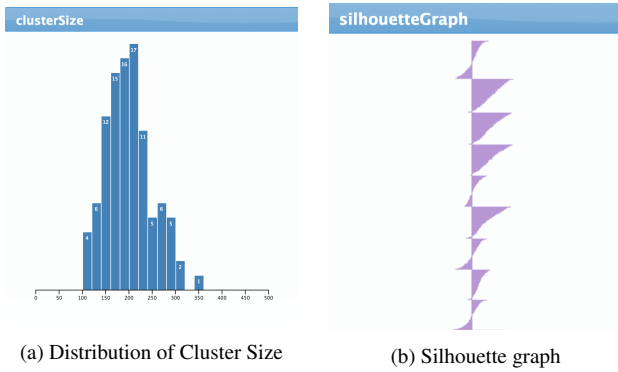 clusterSize
17
16
15
12
11
6
6
5
5
4
2
1
0 50 100 150 200 250 300 350 400 450 500
(a) Distribution of Cluster Size
silhouetteGraph
(b) Silhouette graph